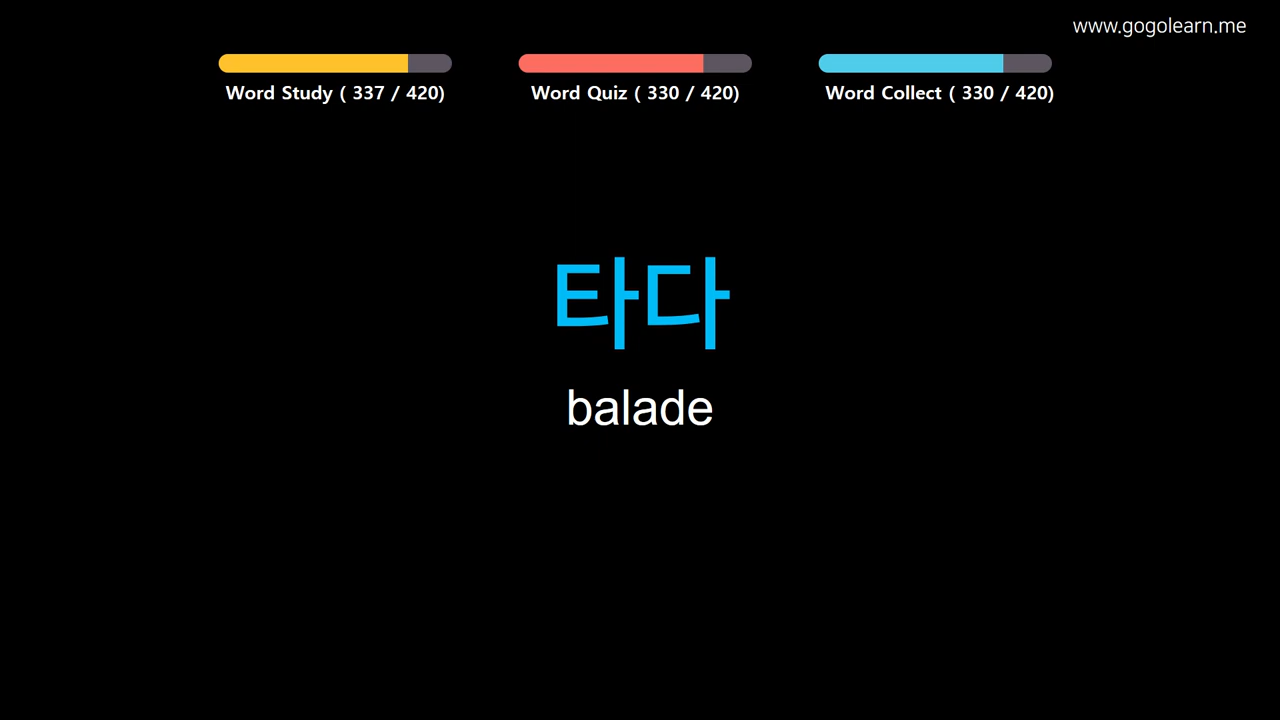 www.gogolearn.me
Word Study ( 337 / 420)
Word Quiz ( 330 / 420)
Word Collect ( 330 / 420)
타다
balade